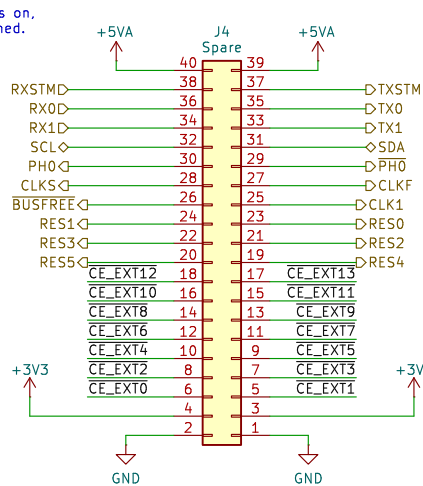 s on,
ned.
+5VA J4 +5VA
Spare
40 39
RXSTM 38 37 TXSTM
RX0 36 35 TX0
RX1 34 33 TX1
SCL 32 31 SDA
PH0 30 29 PH0
CLKS 28 27 CLKF
BUSFREE 26 25 CLK1
RES1 24 23 RES0
RES3 22 21 RES2
RES5 20 19 RES4
CE_EXT12 18 17 CE_EXT13
CE_EXT10 16 15 CE_EXT11
CE_EXT8 14 13 CE_EXT9
CE_EXT6 12 11 CE_EXT7
CE_EXT4 10 9 CE_EXT5
CE_EXT2 8 7 CE_EXT3
CE_EXT0 6 5 CE_EXT1
+3V3 +3V
4 3
2 1
GND GND